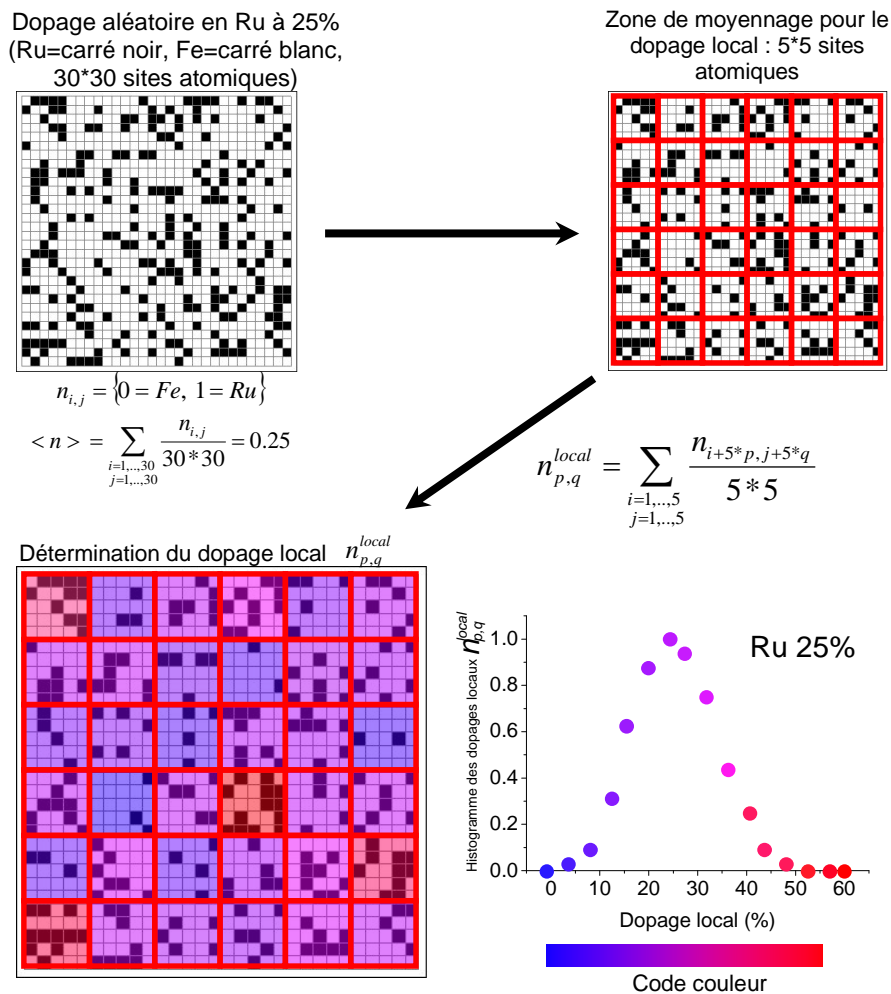 Dopage aléatoire en Ru à 25%
(Ru=carré noir, Fe=carré blanc,
30*30 sites atomiques)
Zone de moyennage pour le
dopage local : 5*5 sites
atomiques
n_{i,j} = {0 = Fe, 1 = Ru}
< n > = ∑_{i=1,..,30 j=1,..,30} n_{i,j} / 30*30 = 0.25
n_{p,q}^{local} = ∑_{i=1,..,5 j=1,..,5} n_{i+5*p, j+5*q} / 5*5
Détermination du dopage local n_{p,q}^{local}
Histogramme des dopages locaux n_{p,q}^{local}
Ru 25%
1.0
0.8
0.6
0.4
0.2
0.0
0 10 20 30 40 50 60
Dopage local (%)
Code couleur